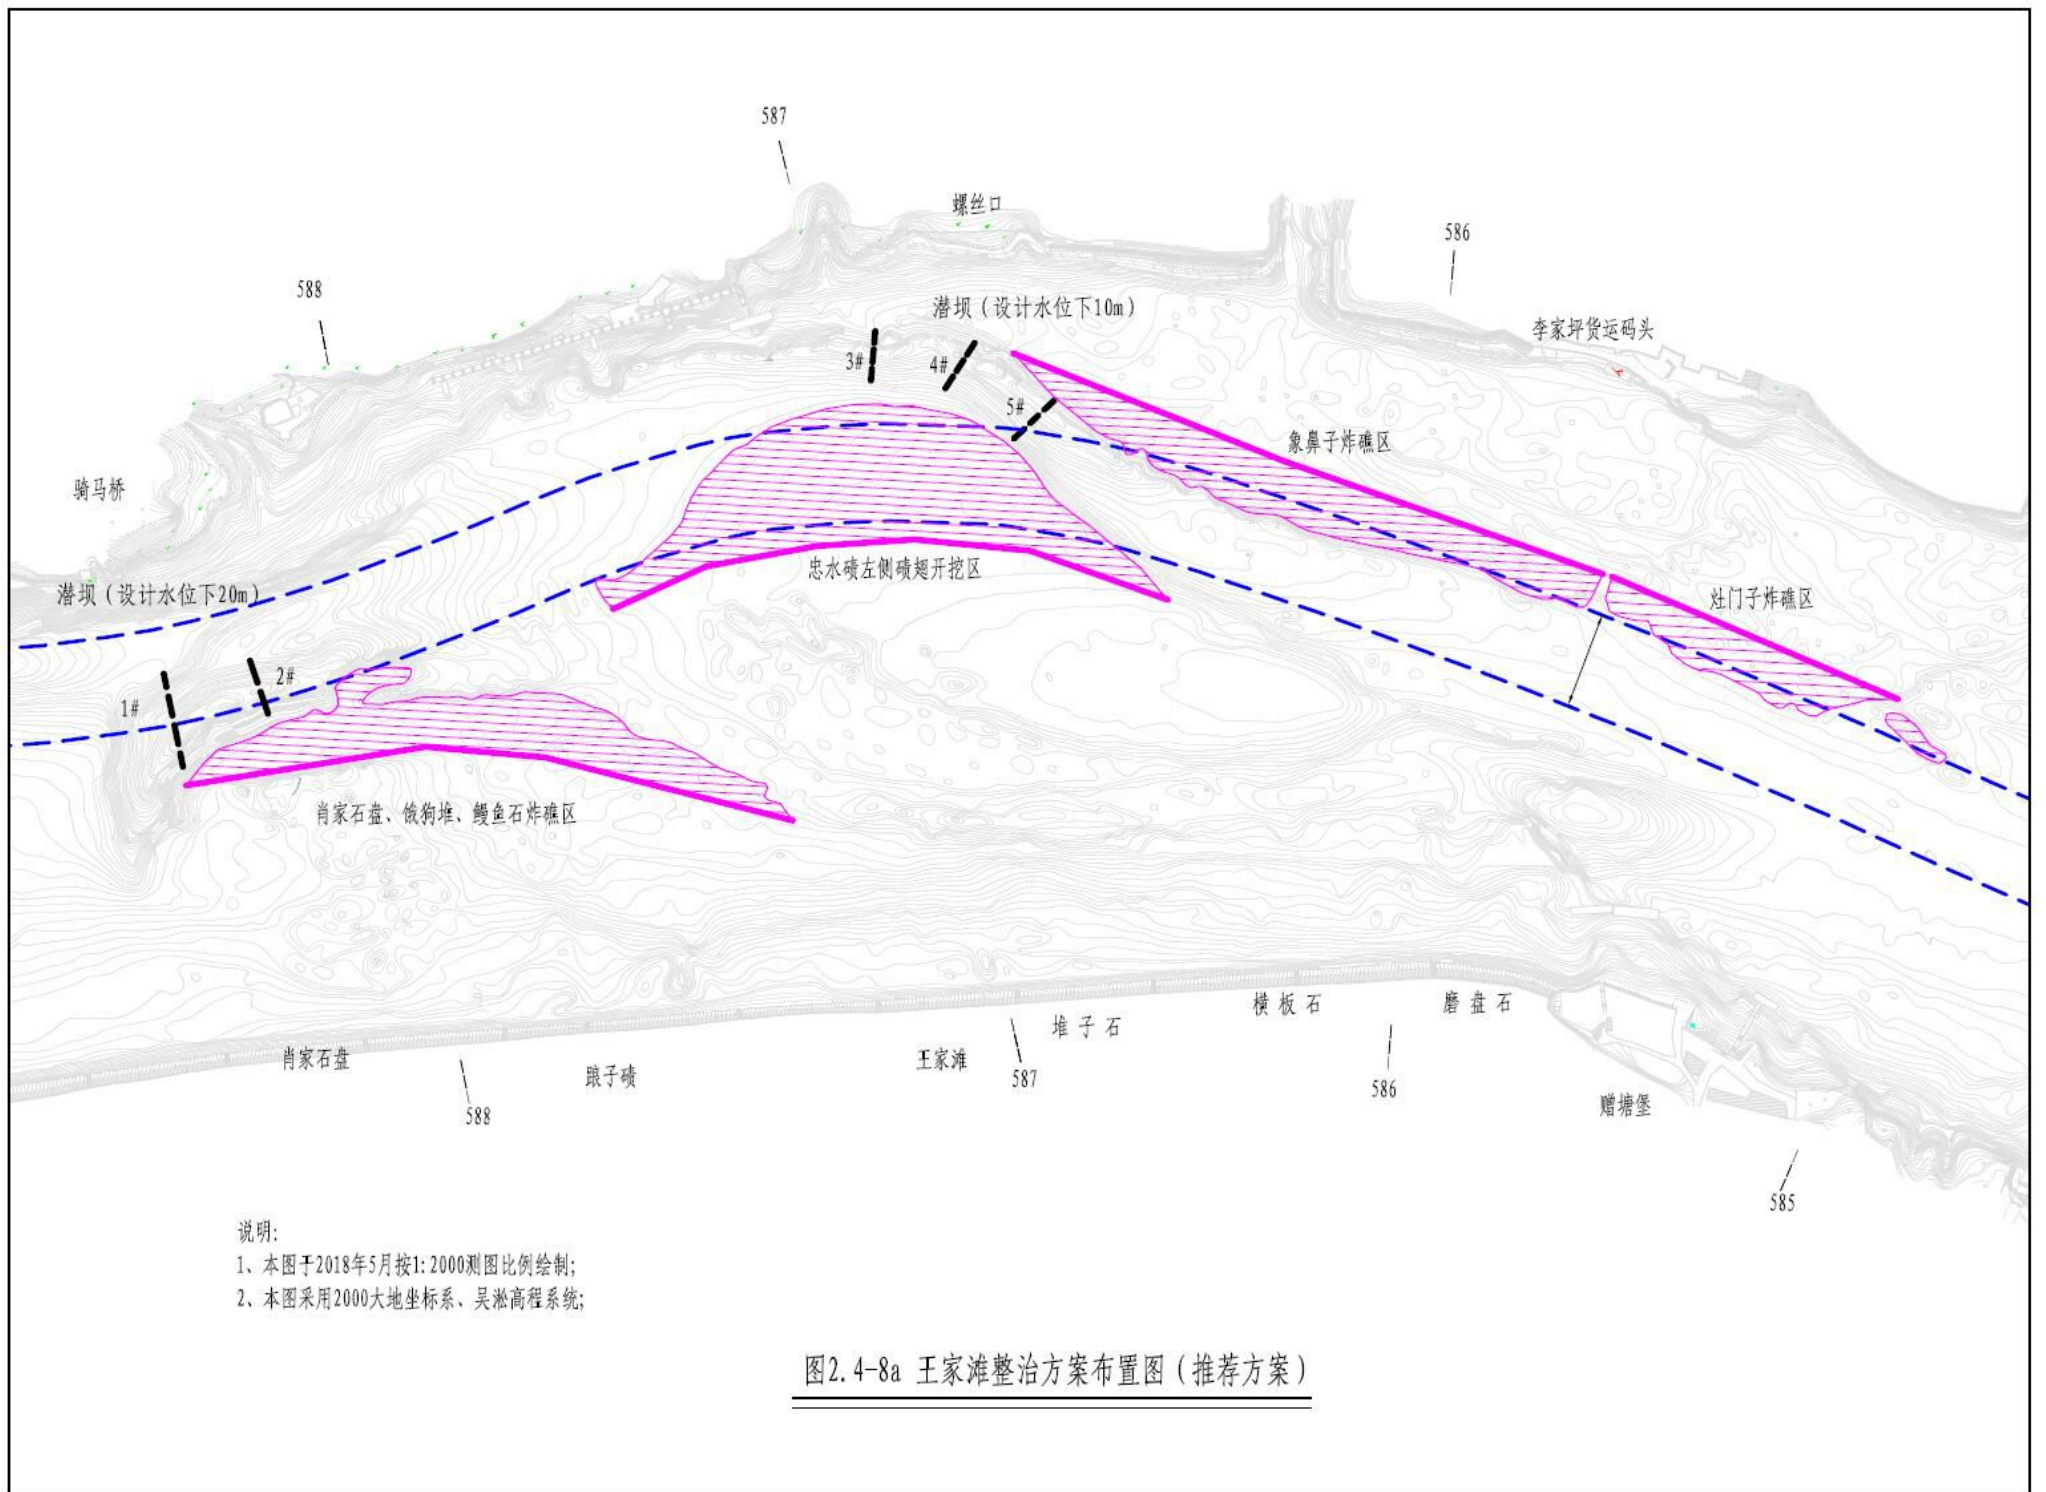 587
螺丝口
586
588
潜坝（设计水位下10m）
李家坪货运码头
3#
4#
5#
象鼻子炸礁区
骑马桥
忠水碛左侧碛翅开挖区
潜坝（设计水位下20m）
灶门子炸礁区
2#
1#
肖家石盘、饿狗堆、鳗鱼石炸礁区
横板石
磨盘石
堆子石
肖家石盘
王家滩
踉子碛
587
586
588
赠塘堡
585
说明:
1、本图于2018年5月按1:2000测图比例绘制;
2、本图采用2000大地坐标系、吴淞高程系统;
图2.4-8a 王家滩整治方案布置图（推荐方案）